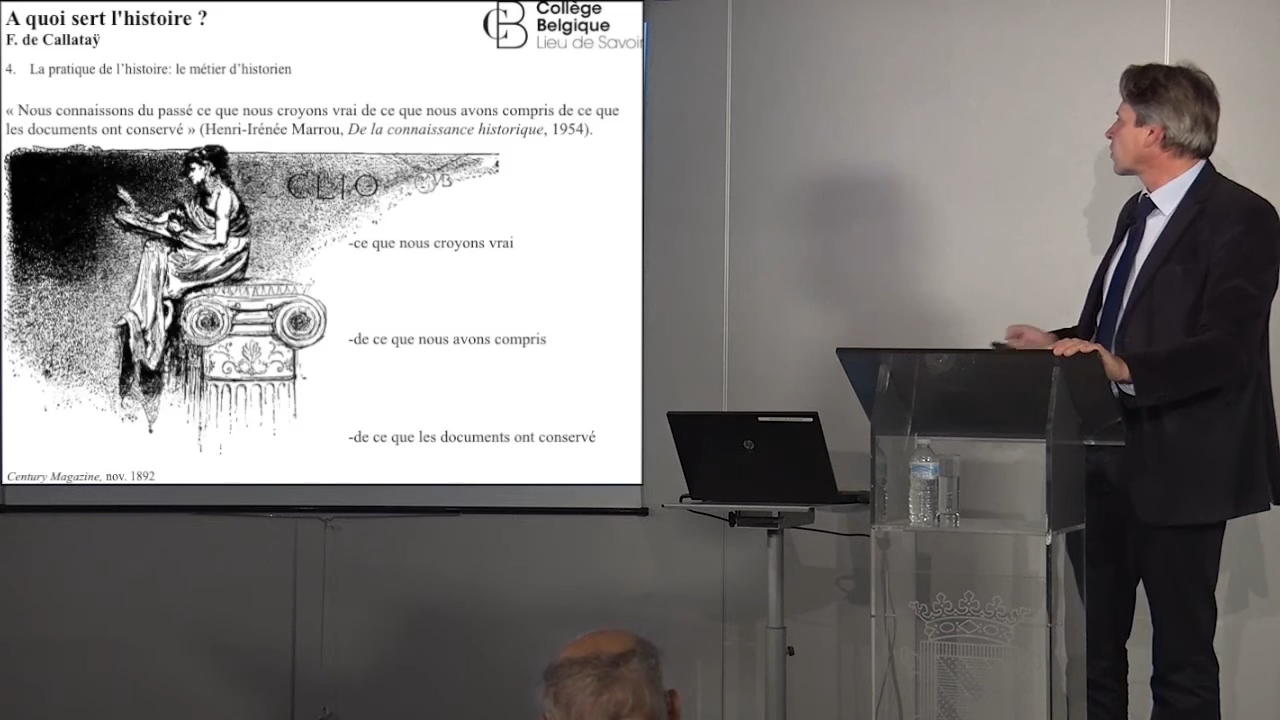 A quoi sert l'histoire ?
F. de Callataÿ
Collège
Belgique
Lieu de Savoir
4. La pratique de l'histoire: le métier d'historien
« Nous connaissons du passé ce que nous croyons vrai de ce que nous avons compris de ce que
les documents ont conservé » (Henri-Irénée Marrou, De la connaissance historique, 1954).
CLIO
-ce que nous croyons vrai
-de ce que nous avons compris
-de ce que les documents ont conservé
Century Magazine, nov. 1892
hp